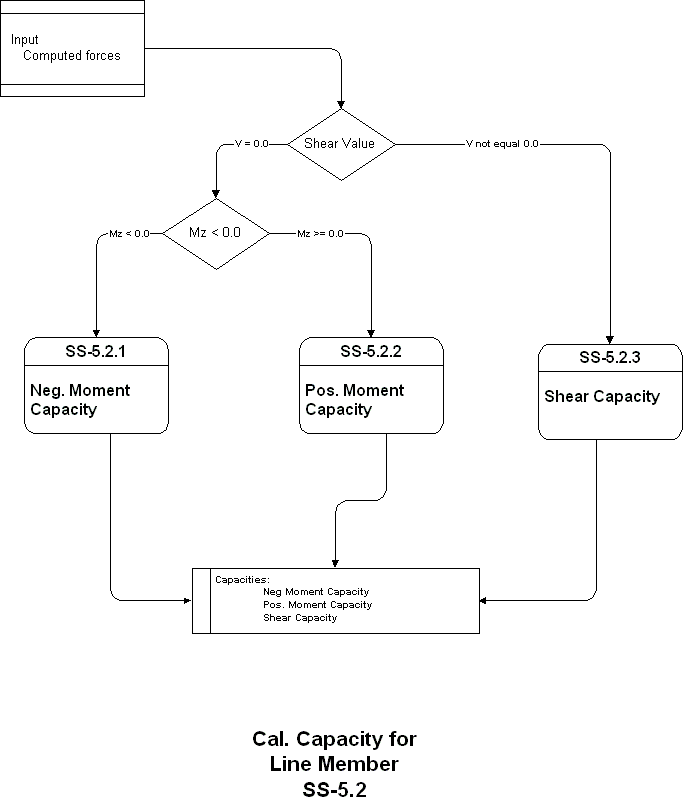 Input
Computed forces
Shear Value
V = 0.0
V not equal 0.0
Mz < 0.0
Mz < 0.0
Mz >= 0.0
SS-5.2.1
Neg. Moment
Capacity
SS-5.2.2
Pos. Moment
Capacity
SS-5.2.3
Shear Capacity
Capacities:
Neg Moment Capacity
Pos. Moment Capacity
Shear Capacity
Cal. Capacity for
Line Member
SS-5.2